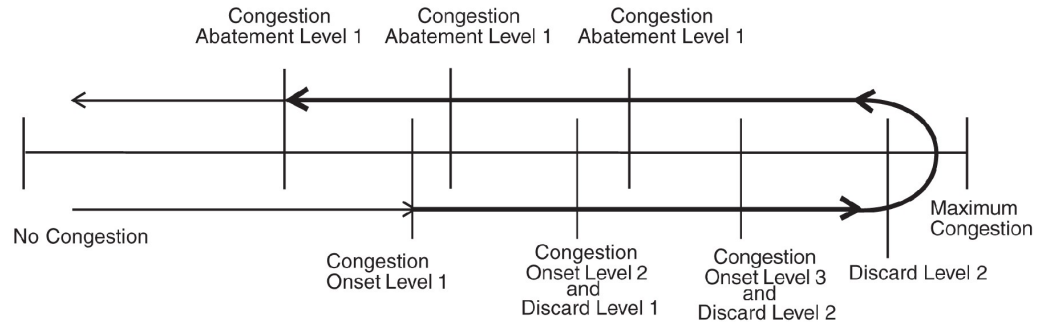 Congestion
Abatement Level 1
Congestion
Abatement Level 1
Congestion
Abatement Level 1
No Congestion
Maximum
Congestion
Congestion
Onset Level 1
Congestion
Onset Level 2
and
Discard Level 1
Congestion
Onset Level 3
and
Discard Level 2
Discard Level 2